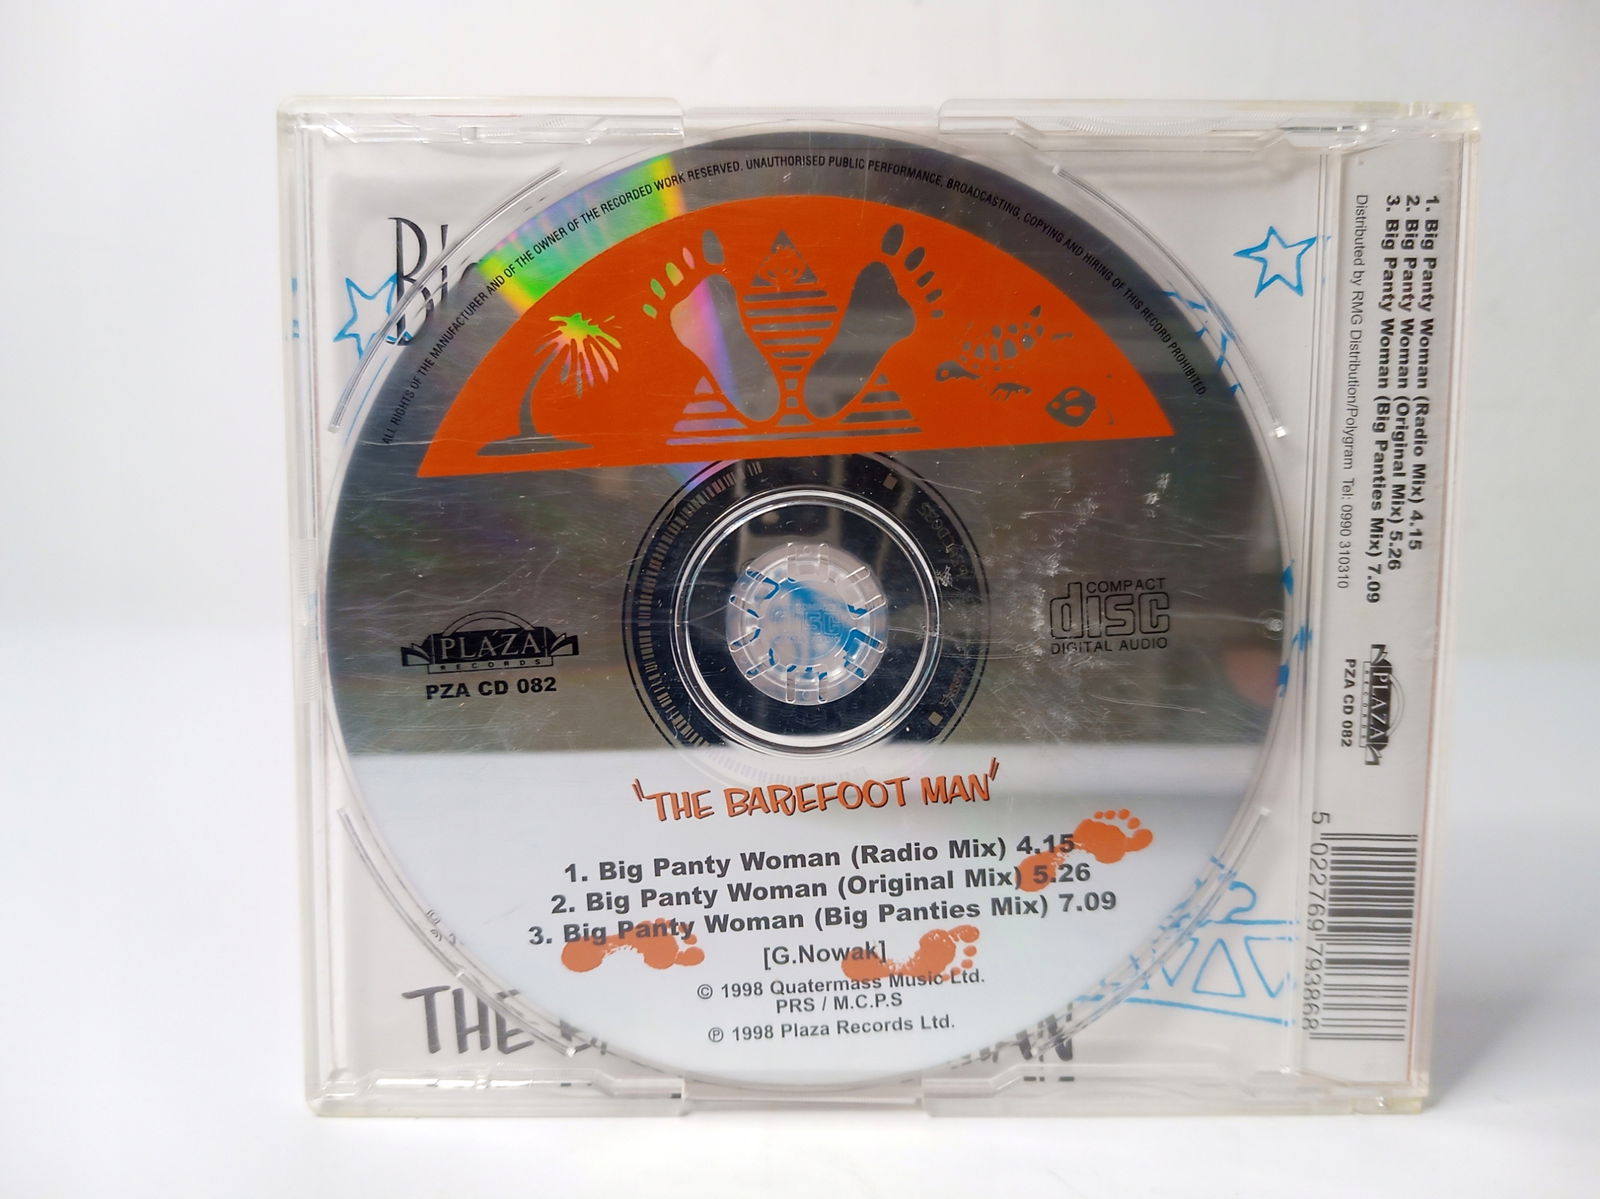 ALL RIGHTS OF THE MANUFACTURER AND OF THE OWNER OF THE RECORDED WORK RESERVED. UNAUTHORISED PUBLIC PERFORMANCE, BROADCASTING, COPYING AND HIRING OF THIS RECORD PROHIBITED.
PLAZA
RECORDS
PZA CD 082
COMPACT
disc
DIGITAL AUDIO
"THE BAREFOOT MAN"
1. Big Panty Woman (Radio Mix) 4.15
2. Big Panty Woman (Original Mix) 5.26
3. Big Panty Woman (Big Panties Mix) 7.09
[G.Nowak]
© 1998 Quatermass Music Ltd.
PRS / M.C.P.S
℗ 1998 Plaza Records Ltd.
THE
1. Big Panty Woman (Radio Mix) 4.15
2. Big Panty Woman (Original Mix) 5.26
3. Big Panty Woman (Big Panties Mix) 7.09
Distributed by RMG Distribution/Polygram Tel: 0990 310310
PLAZA
RECORDS
PZA CD 082
5 022769 793868